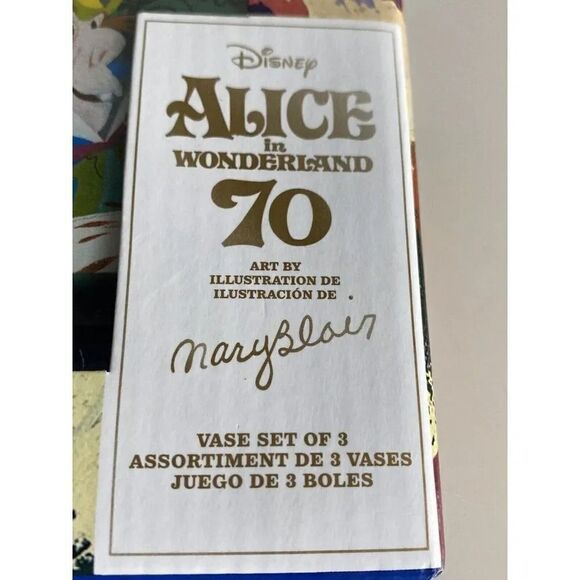 Disney
ALICE
in
WONDERLAND
70
ART BY
ILLUSTRATION DE
ILUSTRACIÓN DE
Mary Blair
VASE SET OF 3
ASSORTIMENT DE 3 VASES
JUEGO DE 3 BOLES